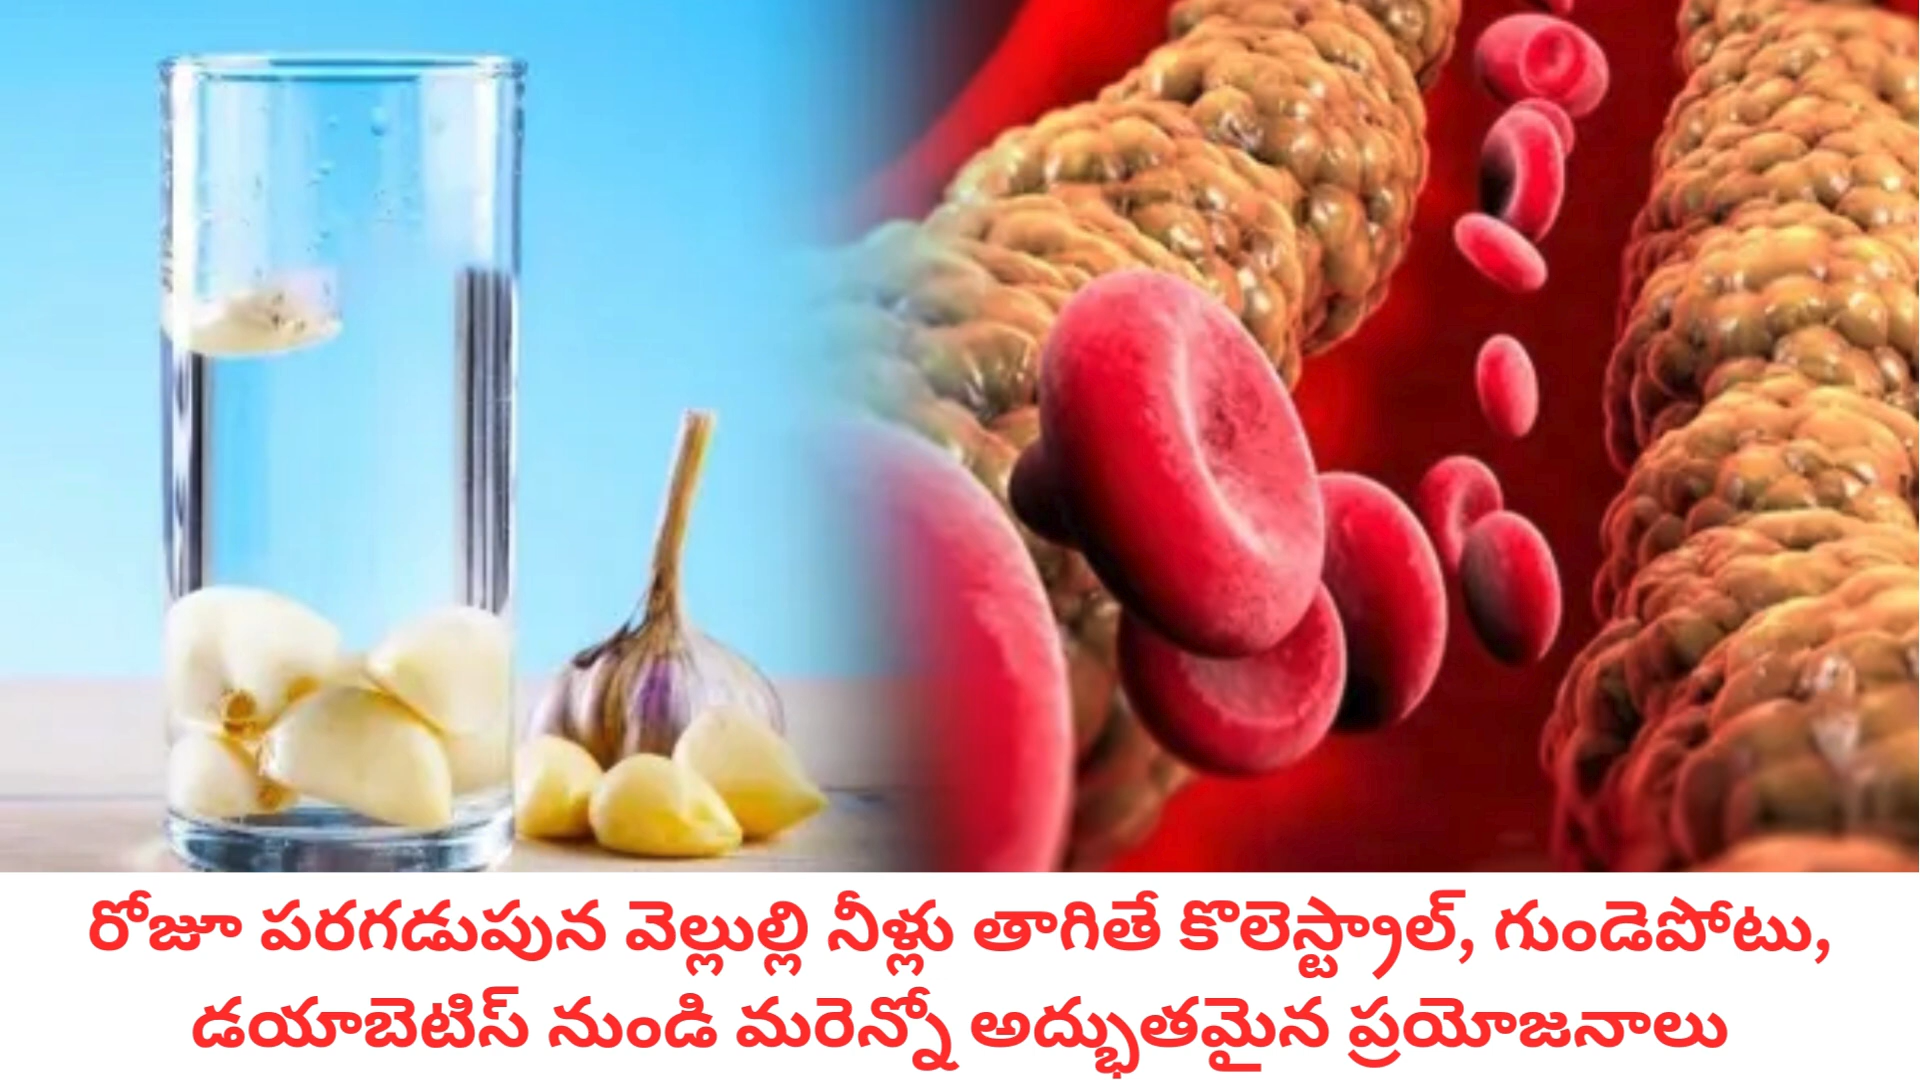 రోజూ పరగడుపున వెల్లుల్లి నీళ్లు తాగితే కొలెస్ట్రాల్, గుండెపోటు,
డయాబెటిస్ నుండి మరెన్నో అద్భుతమైన ప్రయోజనాలు